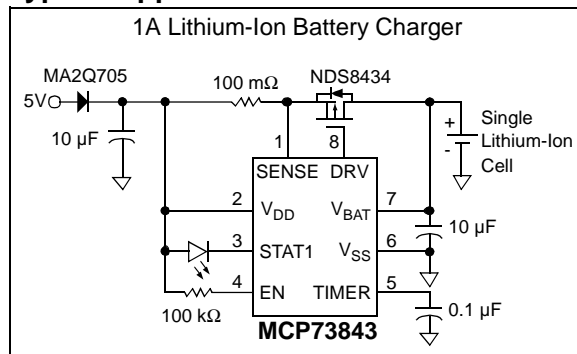 1A Lithium-Ion Battery Charger
MA2Q705
100 mΩ
NDS8434
5V
10 µF
+
-
Single
Lithium-Ion
Cell
1
8
SENSE
DRV
2
VDD
VBAT
7
10 µF
3
STAT1
VSS
6
4
EN
TIMER
5
100 kΩ
0.1 µF
MCP73843